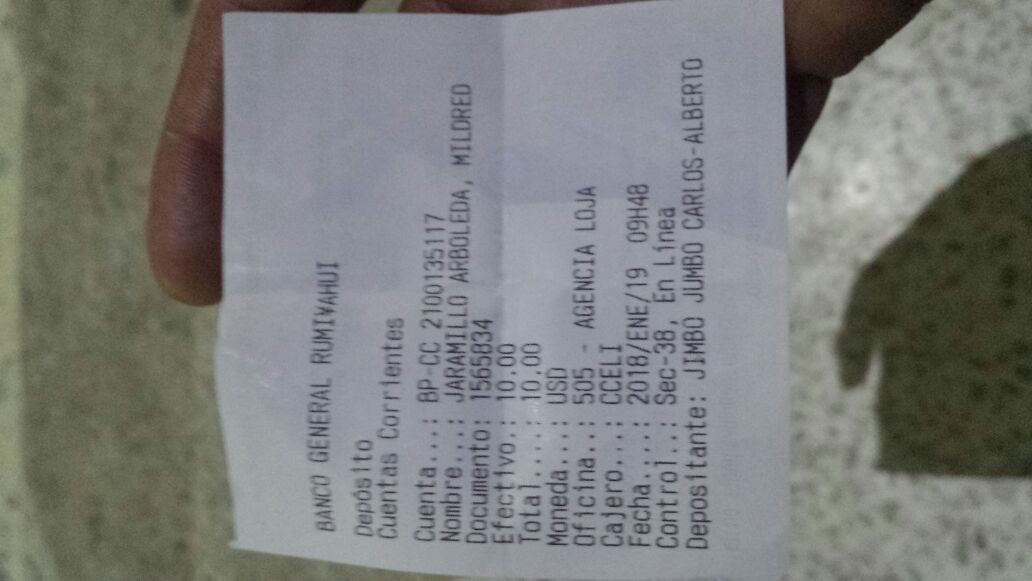 BANCO GENERAL RUMIÑAHUI
Depósito
Cuentas Corrientes
Cuenta...: BP-CC 2100135117
Nombre...: JARAMILLO ARBOLEDA, MILDRED
Documento: 1565834
Efectivo.: 10.00
Total....: 10.00
Moneda...: USD
Oficina..: 505 - AGENCIA LOJA
Cajero...: CCELI
Fecha....: 2018/ENE/19 09H48
Control..: Sec-38, En Línea
Depositante: JIMBO JUMBO CARLOS-ALBERTO